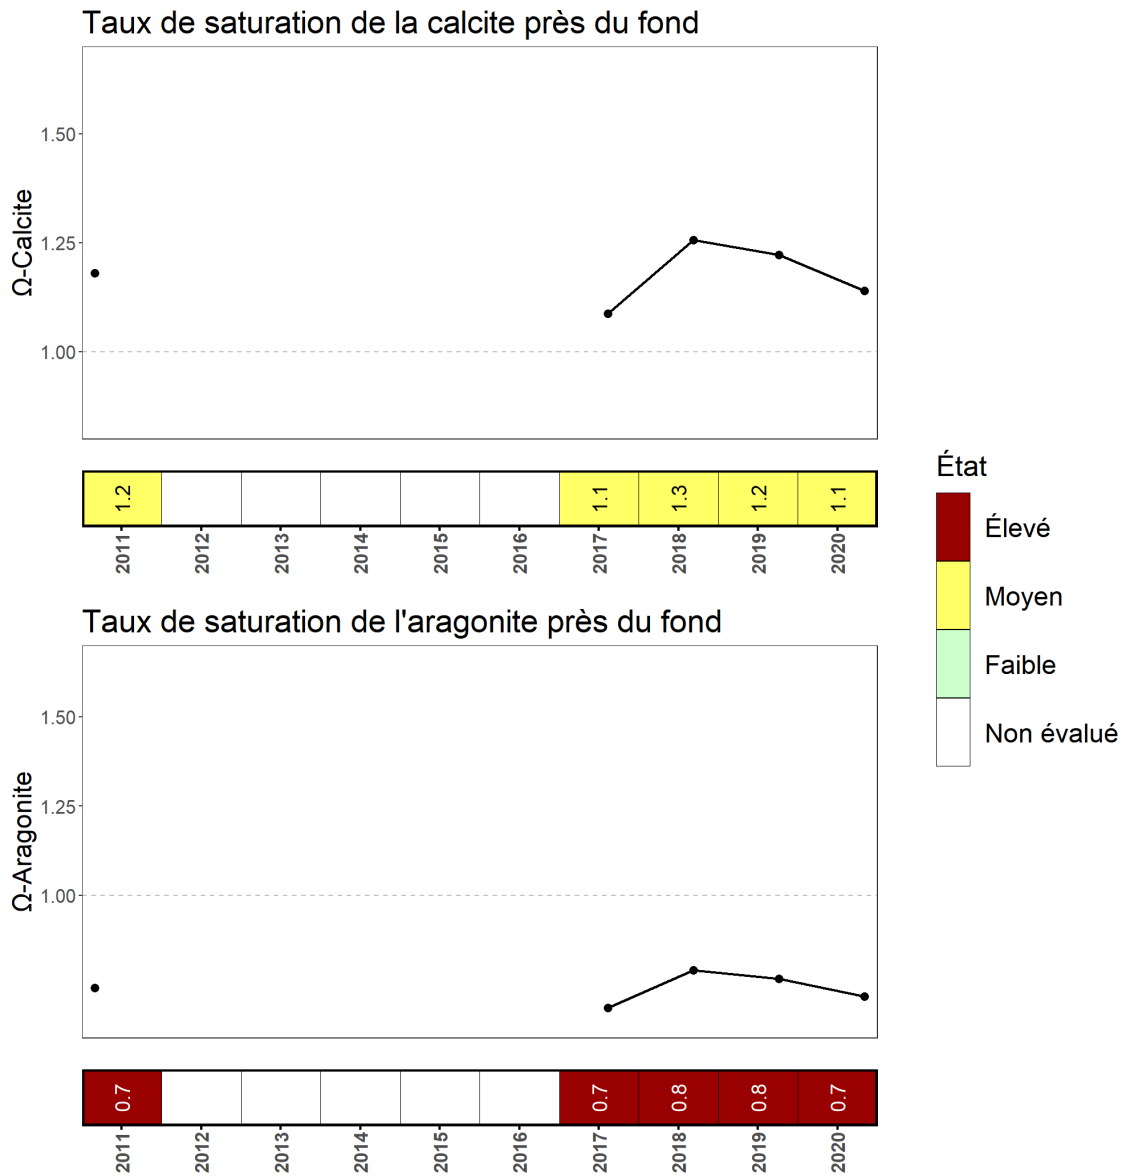 Taux de saturation de la calcite près du fond
Ω-Calcite
1.50
1.25
1.00
1.2 1.1 1.3 1.2 1.1
2011 2012 2013 2014 2015 2016 2017 2018 2019 2020
Taux de saturation de l'aragonite près du fond
Ω-Aragonite
1.50
1.25
1.00
0.7 0.7 0.8 0.8 0.7
2011 2012 2013 2014 2015 2016 2017 2018 2019 2020
État
Élevé
Moyen
Faible
Non évalué